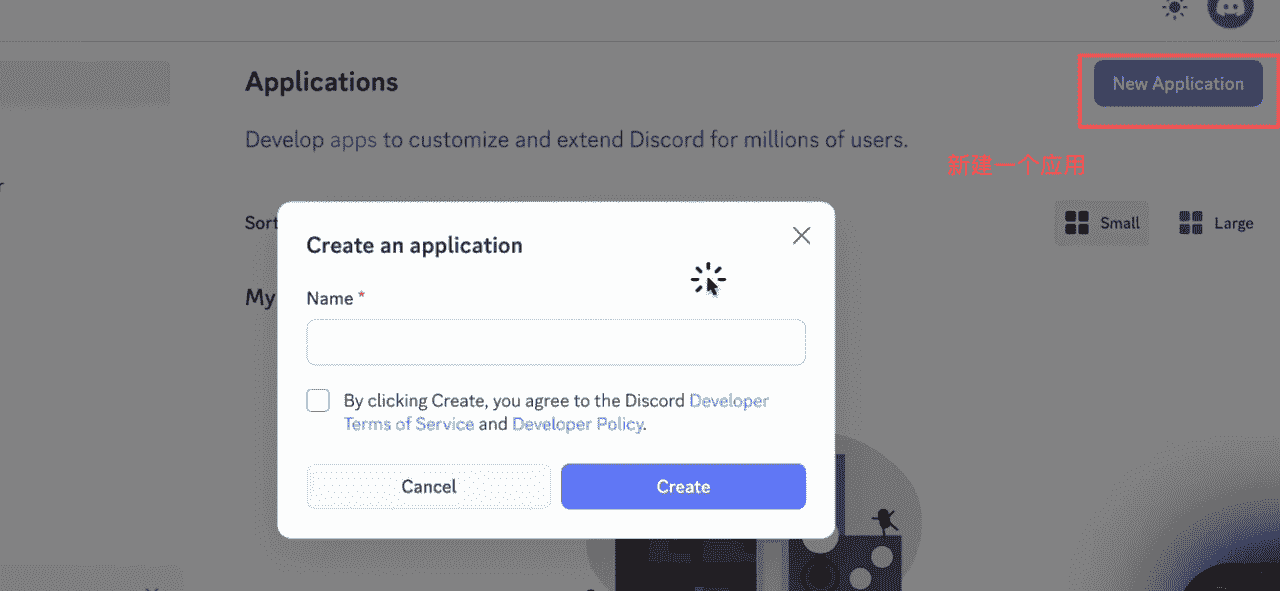 Applications
New Application
Develop apps to customize and extend Discord for millions of users.
新建一个应用
Sort
Small
Large
Create an application
My
Name *
By clicking Create, you agree to the Discord Developer
Terms of Service and Developer Policy.
Cancel
Create